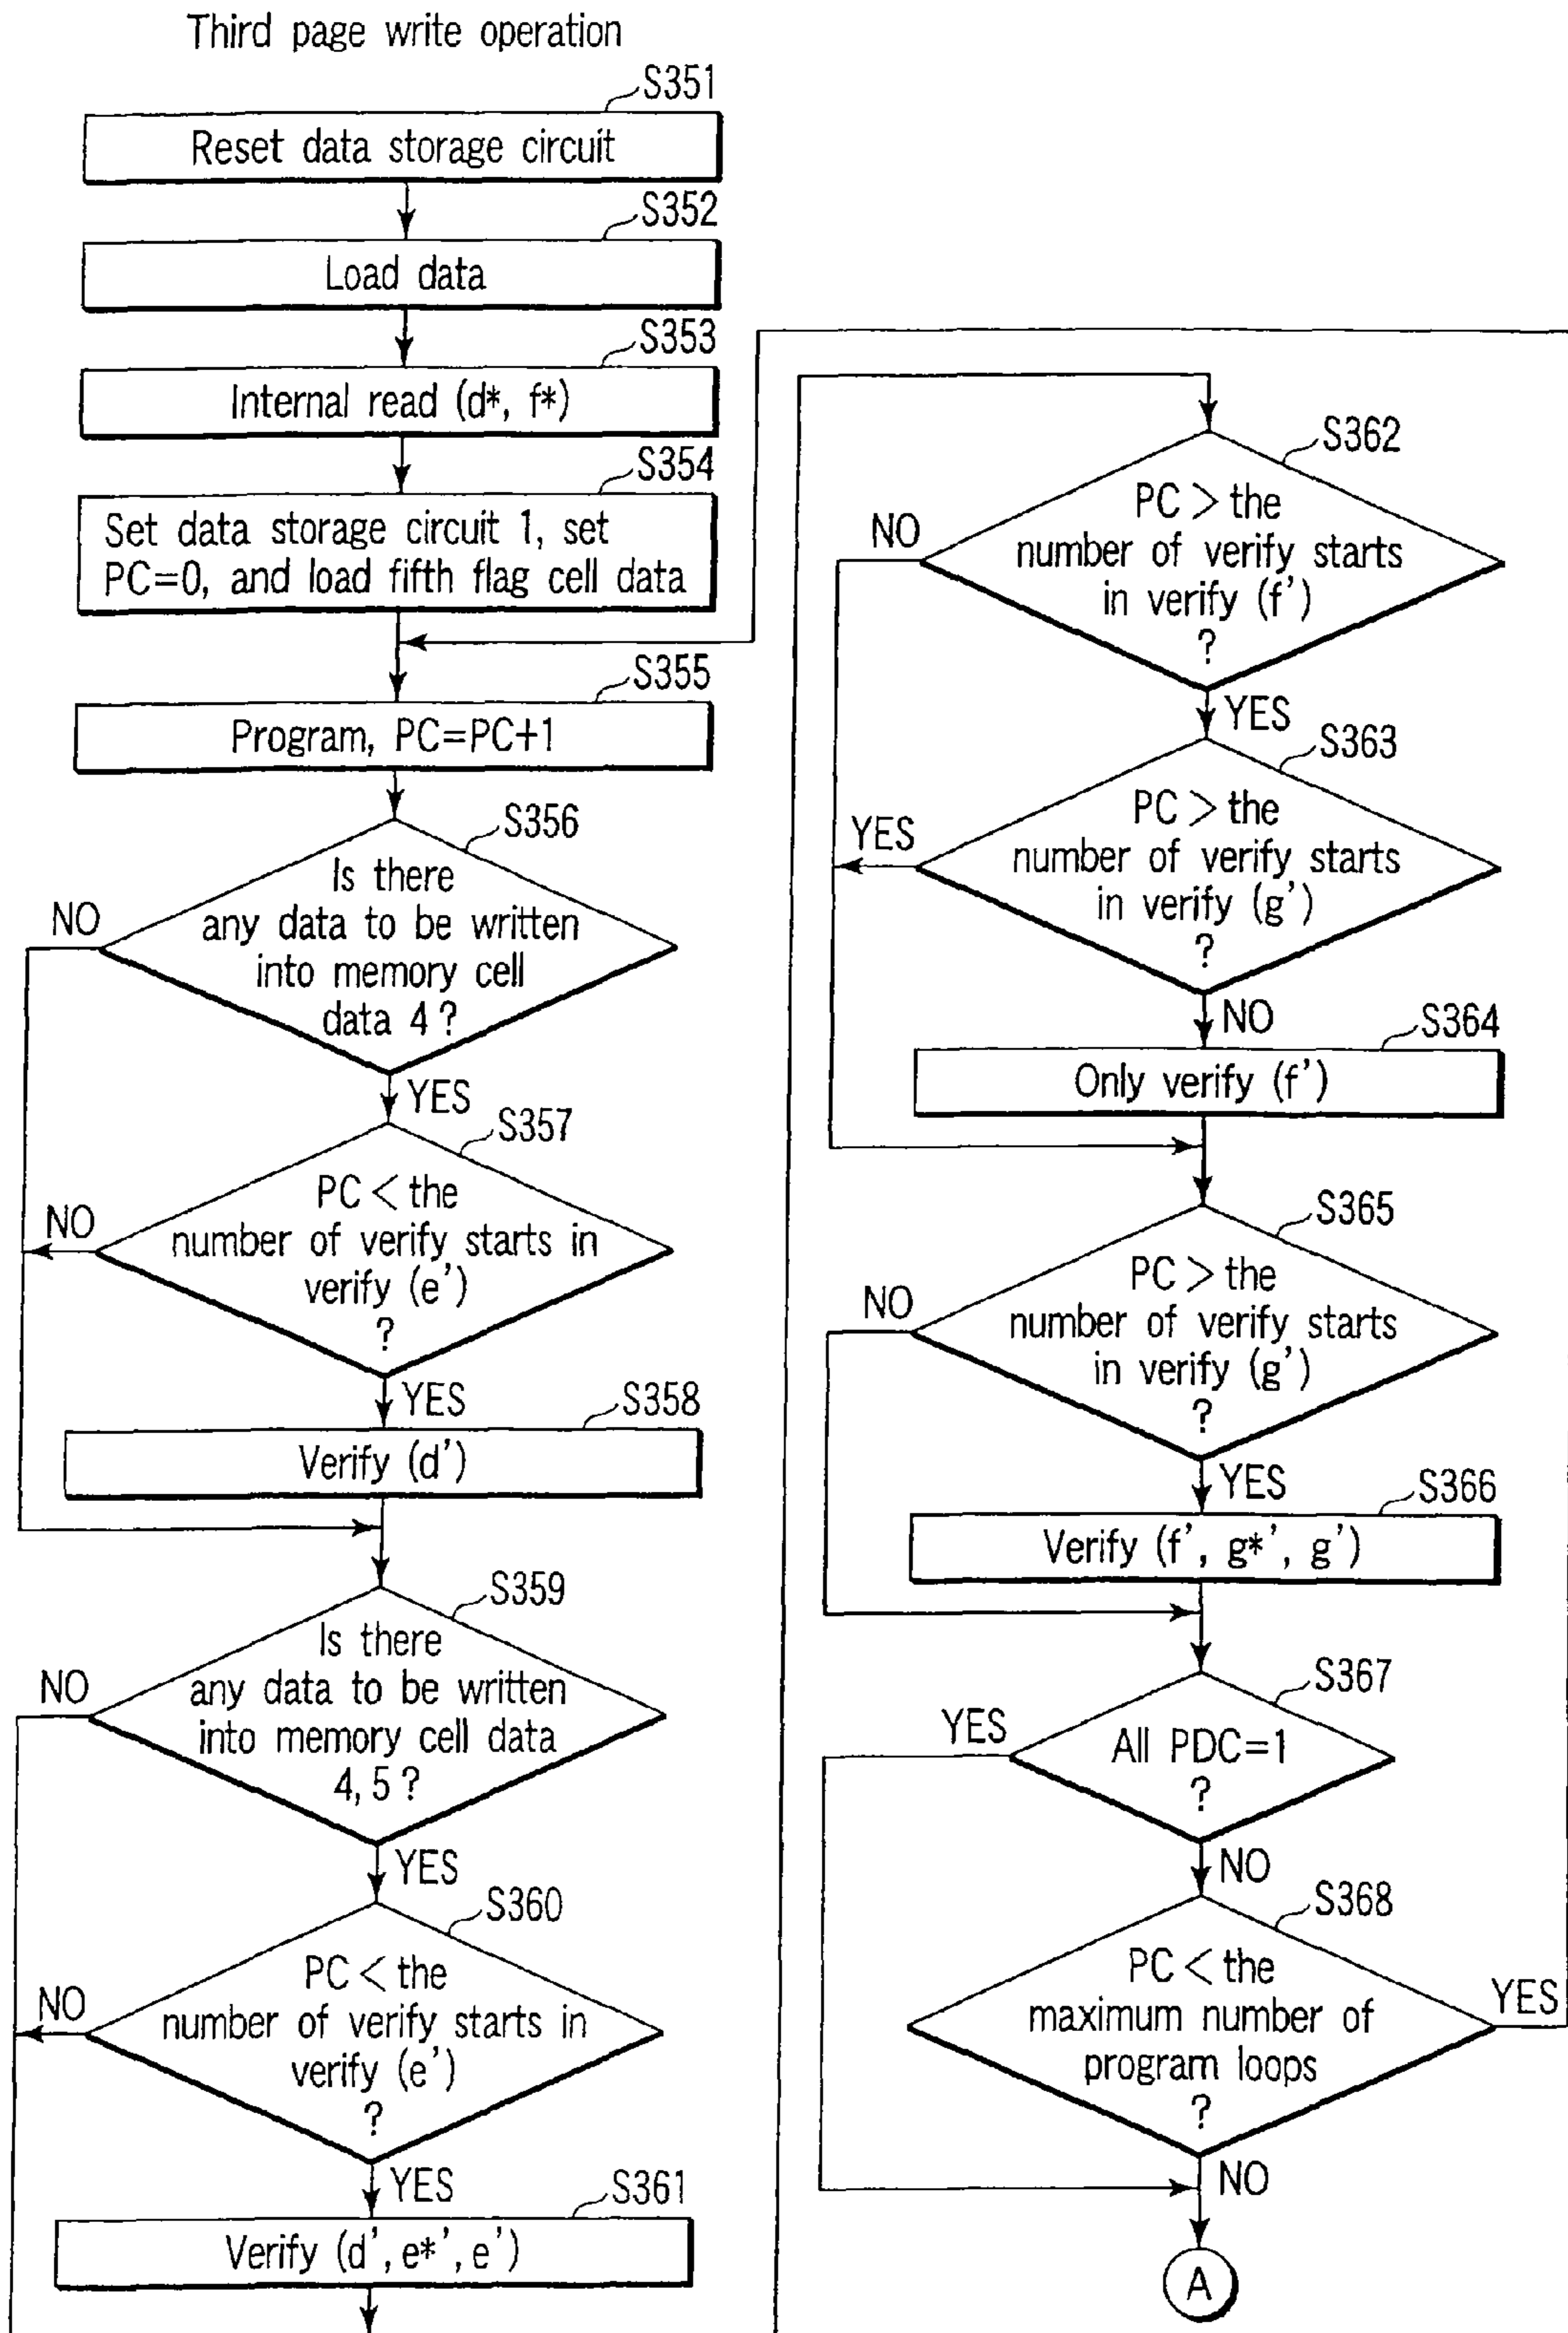 Third page write operation
S351
Reset data storage circuit
S352
Load data
S353
Internal read (d*, f*)
S354
Set data storage circuit 1, set
PC=0, and load fifth flag cell data
S355
Program, PC=PC+1
S356
Is there
any data to be written
into memory cell
data 4?
NO
YES
S357
PC < the
number of verify starts in
verify (e')
?
NO
YES
S358
Verify (d')
S359
Is there
any data to be written
into memory cell data
4, 5?
NO
YES
S360
PC < the
number of verify starts in
verify (e')
?
NO
YES
S361
Verify (d', e*', e')
S362
PC > the
number of verify starts
in verify (f')
?
NO
YES
S363
PC > the
number of verify starts
in verify (g')
?
YES
NO
S364
Only verify (f')
S365
PC > the
number of verify starts
in verify (g')
?
NO
YES
S366
Verify (f', g*', g')
S367
All PDC=1
?
YES
NO
S368
PC < the
maximum number of
program loops
?
YES
NO
A